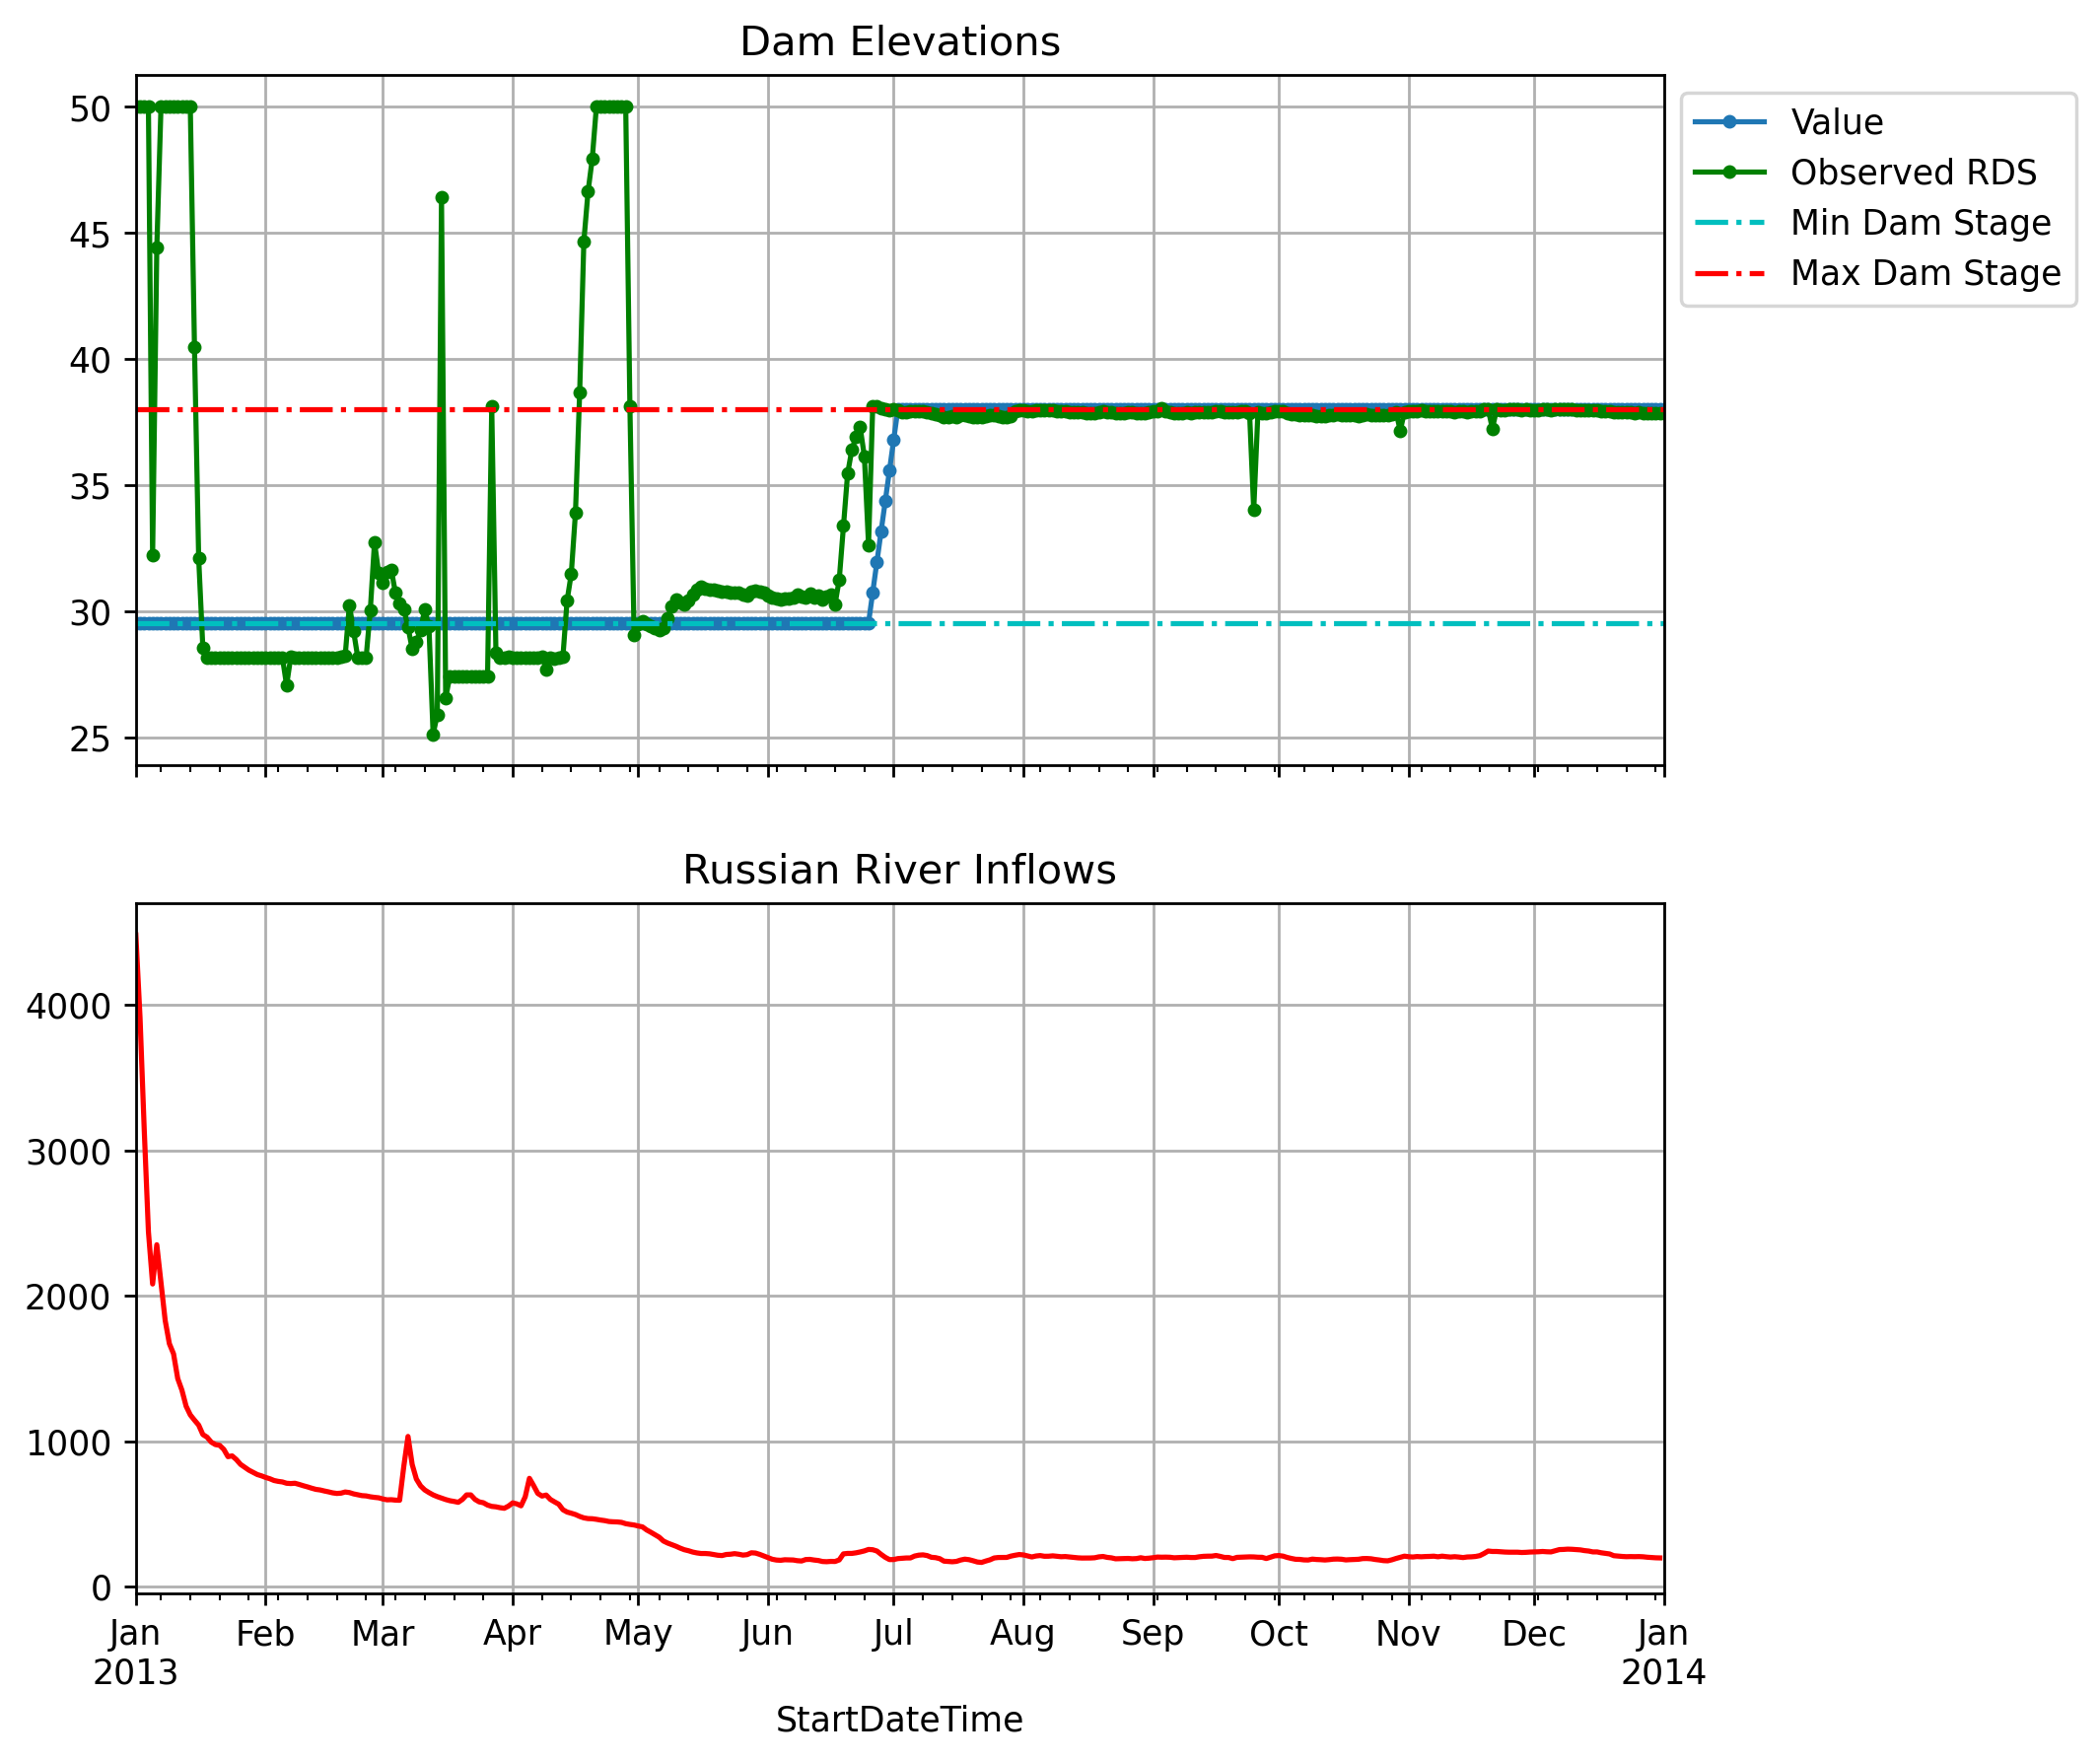 Dam Elevations
50
45
40
35
30
25
Value
Observed RDS
Min Dam Stage
Max Dam Stage
Russian River Inflows
4000
3000
2000
1000
0
Jan Feb Mar Apr May Jun Jul Aug Sep Oct Nov Dec Jan
2013 2014
StartDateTime